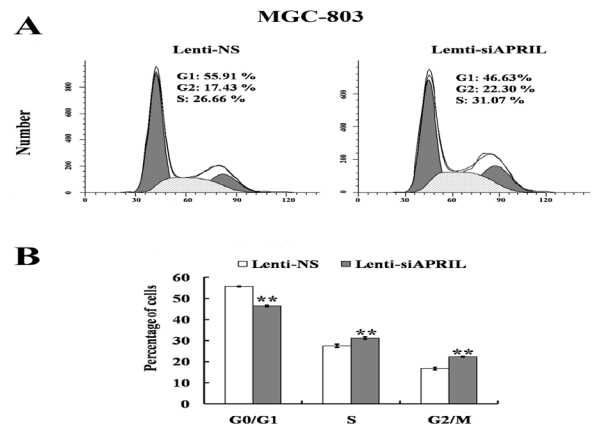 MGC-803
A
Lenti-NS
Lemti-siAPRIL
G1: 55.91 %
G2: 17.43 %
S: 26.66 %
G1: 46.63%
G2: 22.30 %
S: 31.07 %
Number
800
600
400
200
0
0 30 60 90 120
600
400
200
0
0 30 60 90 120
B
Lenti-NS Lenti-siAPRIL
Percentage of cells
60
50
40
30
20
10
0
** ** **
G0/G1 S G2/M